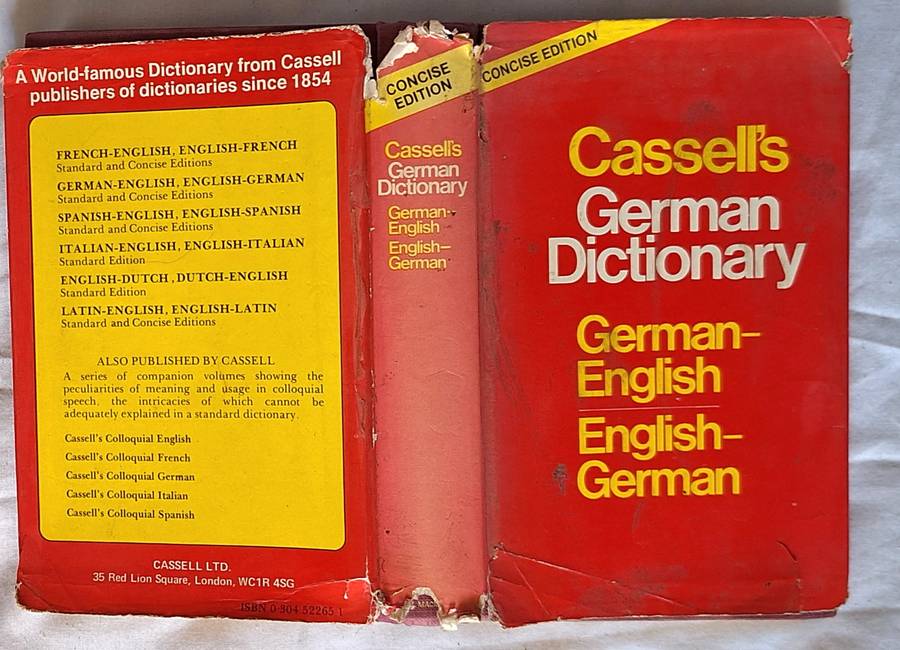 A World-famous Dictionary from Cassell
publishers of dictionaries since 1854
FRENCH-ENGLISH, ENGLISH-FRENCH
Standard and Concise Editions
GERMAN-ENGLISH, ENGLISH-GERMAN
Standard and Concise Editions
SPANISH-ENGLISH, ENGLISH-SPANISH
Standard and Concise Editions
ITALIAN-ENGLISH, ENGLISH-ITALIAN
Standard Edition
ENGLISH-DUTCH, DUTCH-ENGLISH
Standard Edition
LATIN-ENGLISH, ENGLISH-LATIN
Standard and Concise Editions
ALSO PUBLISHED BY CASSELL
A series of companion volumes showing the
peculiarities of meaning and usage in colloquial
speech, the intricacies of which cannot be
adequately explained in a standard dictionary.
Cassell's Colloquial English
Cassell's Colloquial French
Cassell's Colloquial German
Cassell's Colloquial Italian
Cassell's Colloquial Spanish
CASSELL LTD.
35 Red Lion Square, London, WC1R 4SG
ISBN 0 304 52265 1
CONCISE
EDITION
Cassell's
German
Dictionary
German-
English
English–
German
CONCISE EDITION
Cassell's
German
Dictionary
German–
English
English–
German